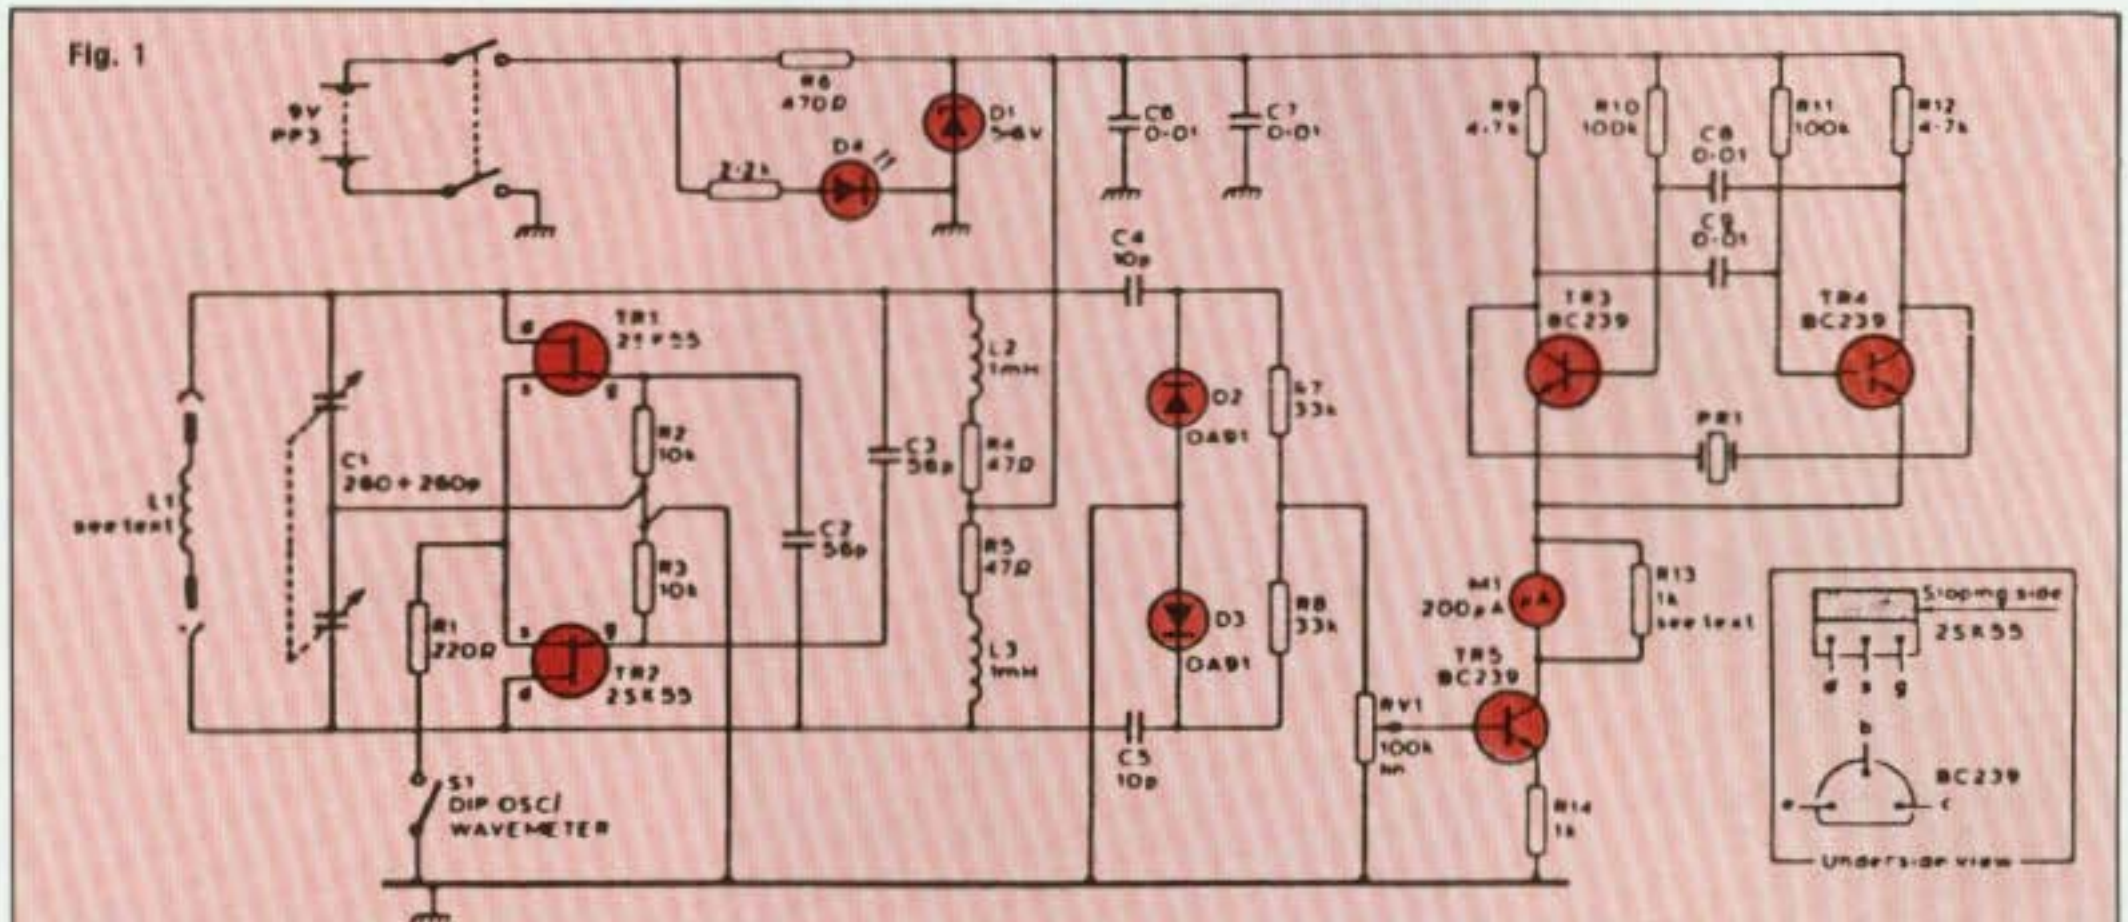 Fig. 1
9V
PP3
R6
470Ω
D1
5·6V
D4
2·2k
C6
0·01
C7
0·01
R9
4·7k
R10
100k
R11
100k
R12
4·7k
C8
0·01
C9
0·01
C4
10p
TR1
TR3
BC239
TR4
BC239
d
s
g
L2
1mH
R2
10k
C3
56p
R4
47Ω
D2
OA91
R7
33k
PR1
C1
260 + 260p
L1
see text
C2
56p
R5
47Ω
R3
10k
R1
220Ω
s
g
d
TR2
2SK55
L3
1mH
D3
OA91
R8
33k
M1
200µA
µA
R13
1k
see text
TR5
BC239
RV1
100k
C5
10p
R14
1k
S1
DIP OSC/
WAVEMETER
Sloping side
2SK55
d s g
b
BC239
e c
Underside view